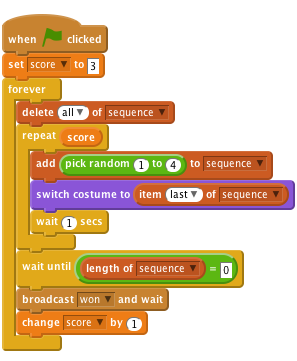 when clicked
set score to 3
forever
delete all of sequence
repeat score
add pick random 1 to 4 to sequence
switch costume to item last of sequence
wait 1 secs
wait until length of sequence = 0
broadcast won and wait
change score by 1